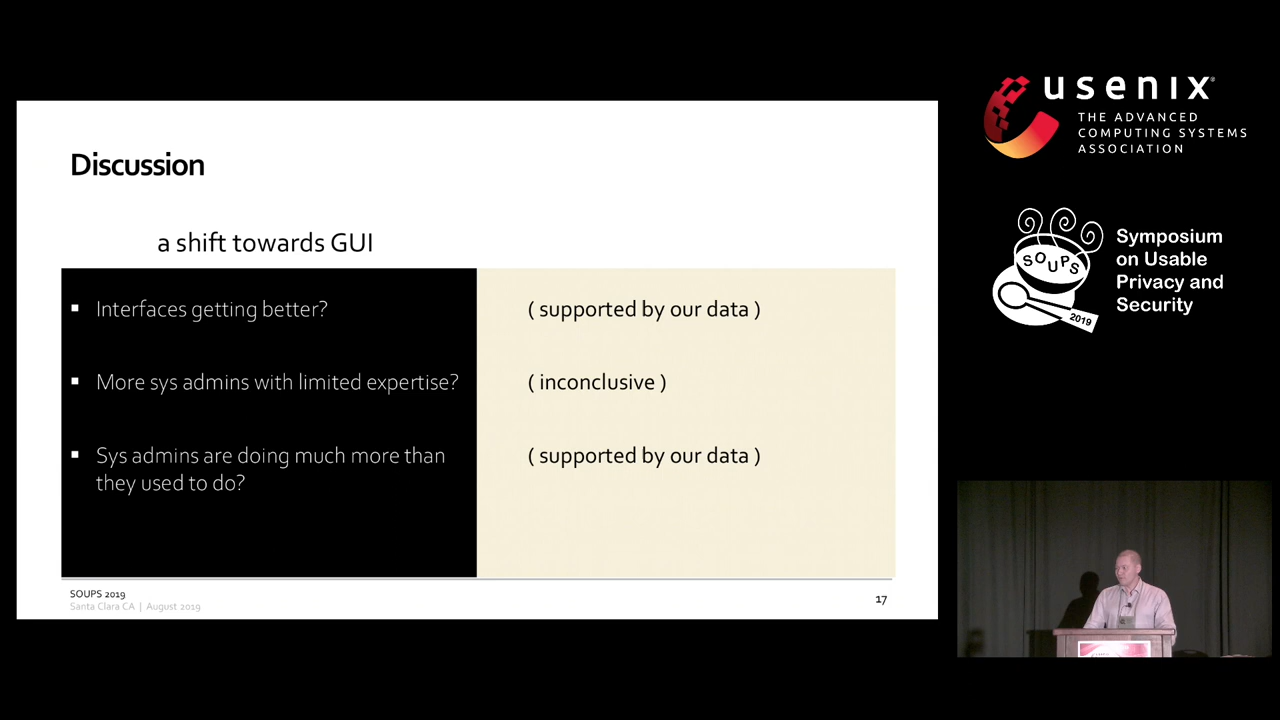 Discussion
a shift towards GUI
▪ Interfaces getting better?
( supported by our data )
▪ More sys admins with limited expertise?
( inconclusive )
▪ Sys admins are doing much more than
they used to do?
( supported by our data )
SOUPS 2019
Santa Clara CA | August 2019
17
usenix®
THE ADVANCED
COMPUTING SYSTEMS
ASSOCIATION
SOUPS
2019
Symposium
on Usable
Privacy and
Security